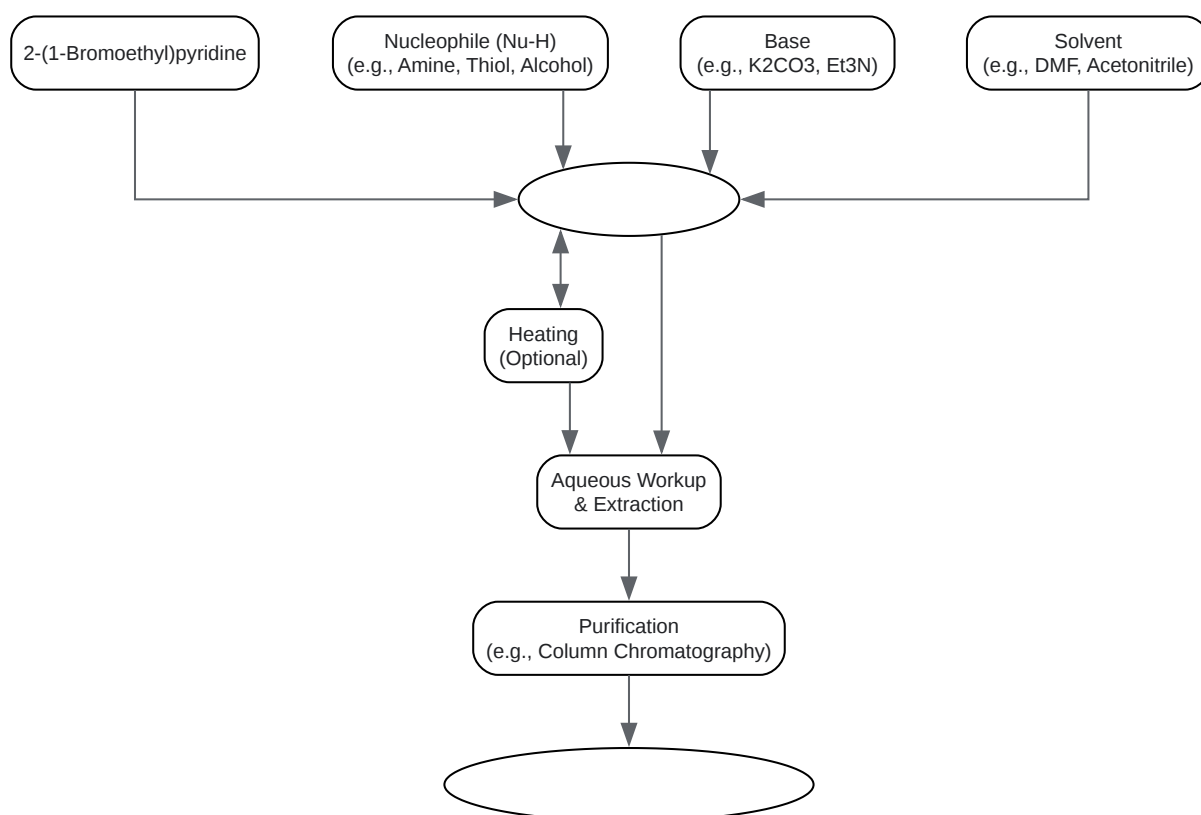 2-(1-Bromoethyl)pyridine
Nucleophile (Nu-H)
(e.g., Amine, Thiol, Alcohol)
Base
(e.g., K2CO3, Et3N)
Solvent
(e.g., DMF, Acetonitrile)
Heating
(Optional)
Aqueous Workup
& Extraction
Purification
(e.g., Column Chromatography)